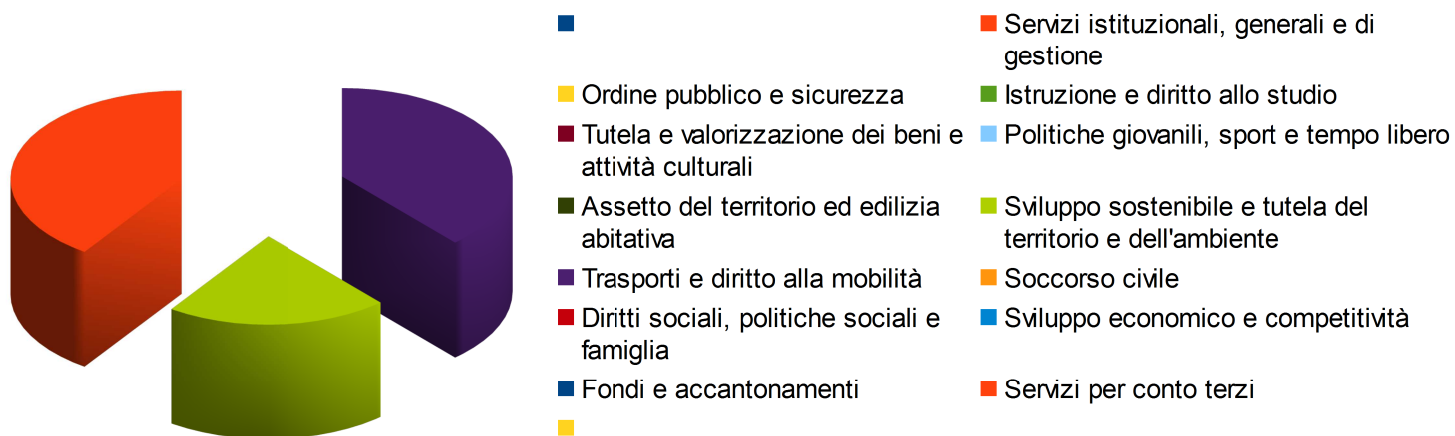 Servizi istituzionali, generali e di
gestione
Ordine pubblico e sicurezza
Istruzione e diritto allo studio
Tutela e valorizzazione dei beni e
attività culturali
Politiche giovanili, sport e tempo libero
Assetto del territorio ed edilizia
abitativa
Sviluppo sostenibile e tutela del
territorio e dell'ambiente
Trasporti e diritto alla mobilità
Soccorso civile
Diritti sociali, politiche sociali e
famiglia
Sviluppo economico e competitività
Fondi e accantonamenti
Servizi per conto terzi